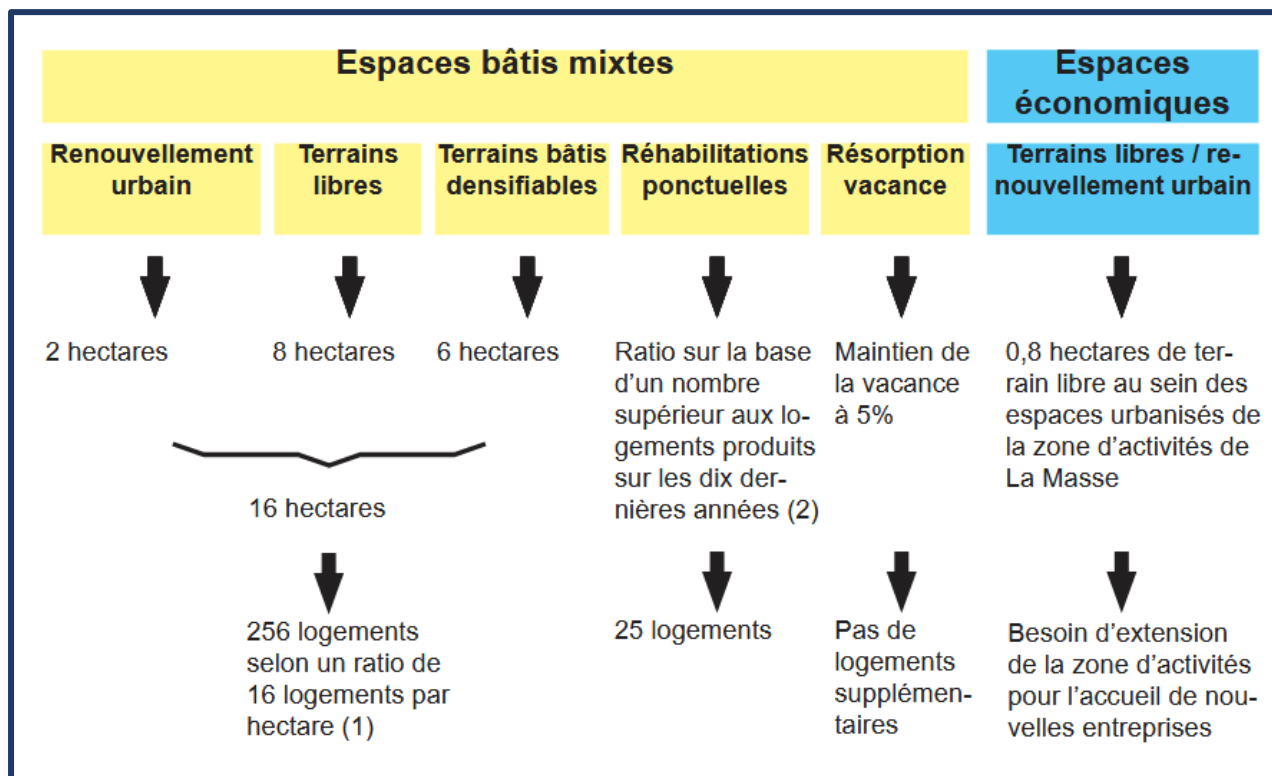 Espaces bâtis mixtes
Espaces
économiques
Renouvellement
urbain
Terrains
libres
Terrains bâtis
densifiables
Réhabilitations
ponctuelles
Résorption
vacance
Terrains libres / re-
nouvellement urbain
2 hectares
8 hectares
6 hectares
Ratio sur la base
d'un nombre
supérieur aux lo-
gements produits
sur les dix der-
nières années (2)
Maintien de
la vacance
à 5%
0,8 hectares de ter-
rain libre au sein des
espaces urbanisés de
la zone d'activités de
La Masse
16 hectares
256 logements
selon un ratio de
16 logements par
hectare (1)
25 logements
Pas de
logements
supplémen-
taires
Besoin d'extension
de la zone d'activités
pour l'accueil de nou-
velles entreprises